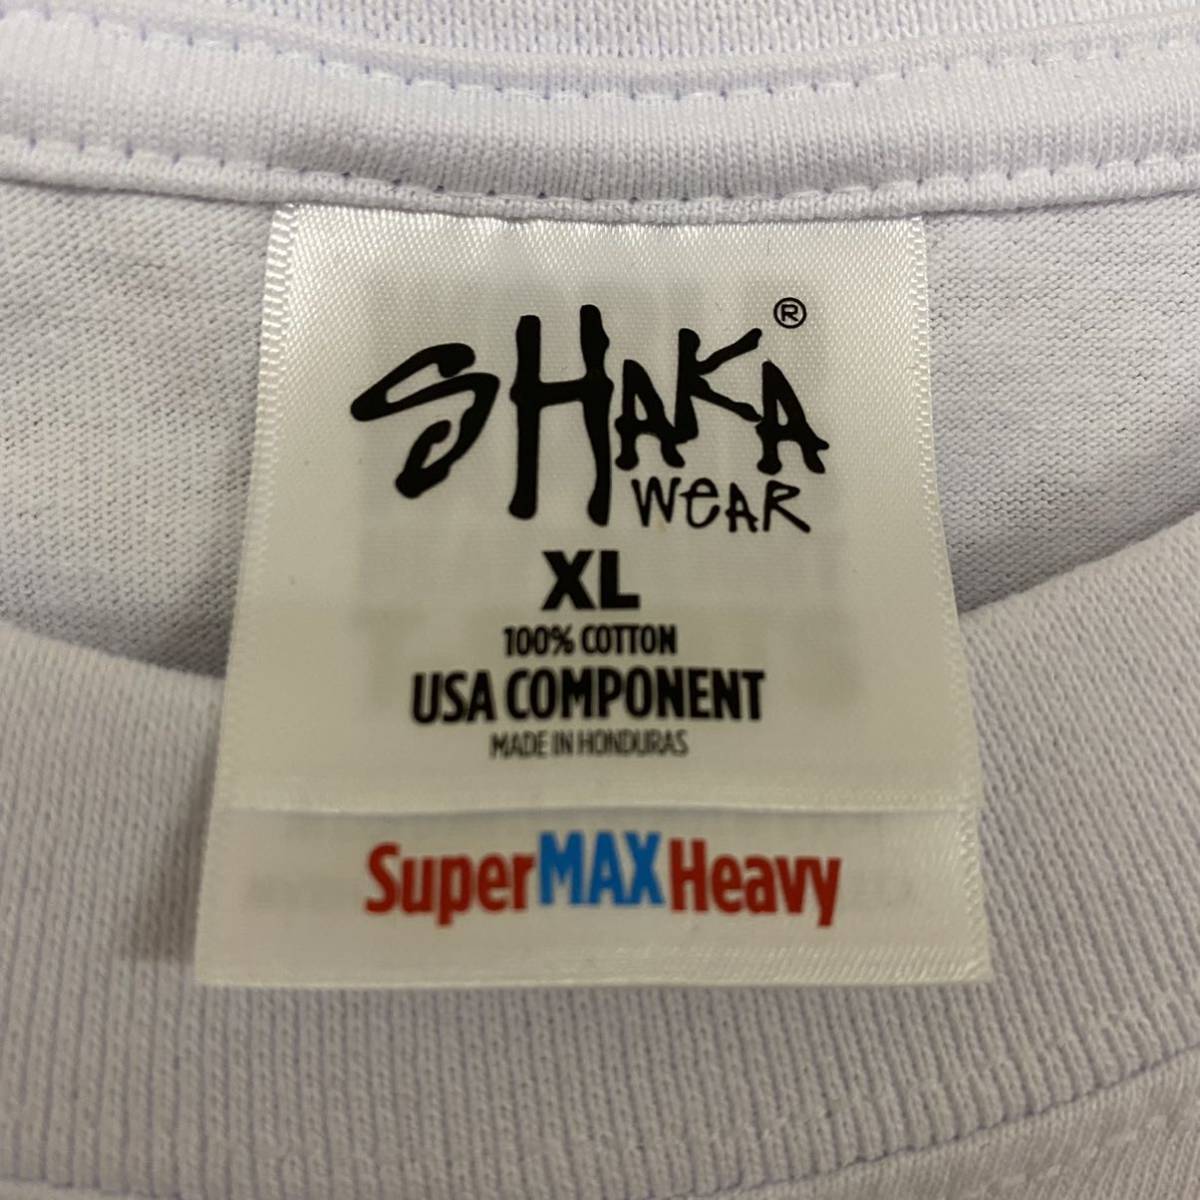 SHAKA®
WEAR
XL
100% COTTON
USA COMPONENT
MADE IN HONDURAS
SuperMAXHeavy